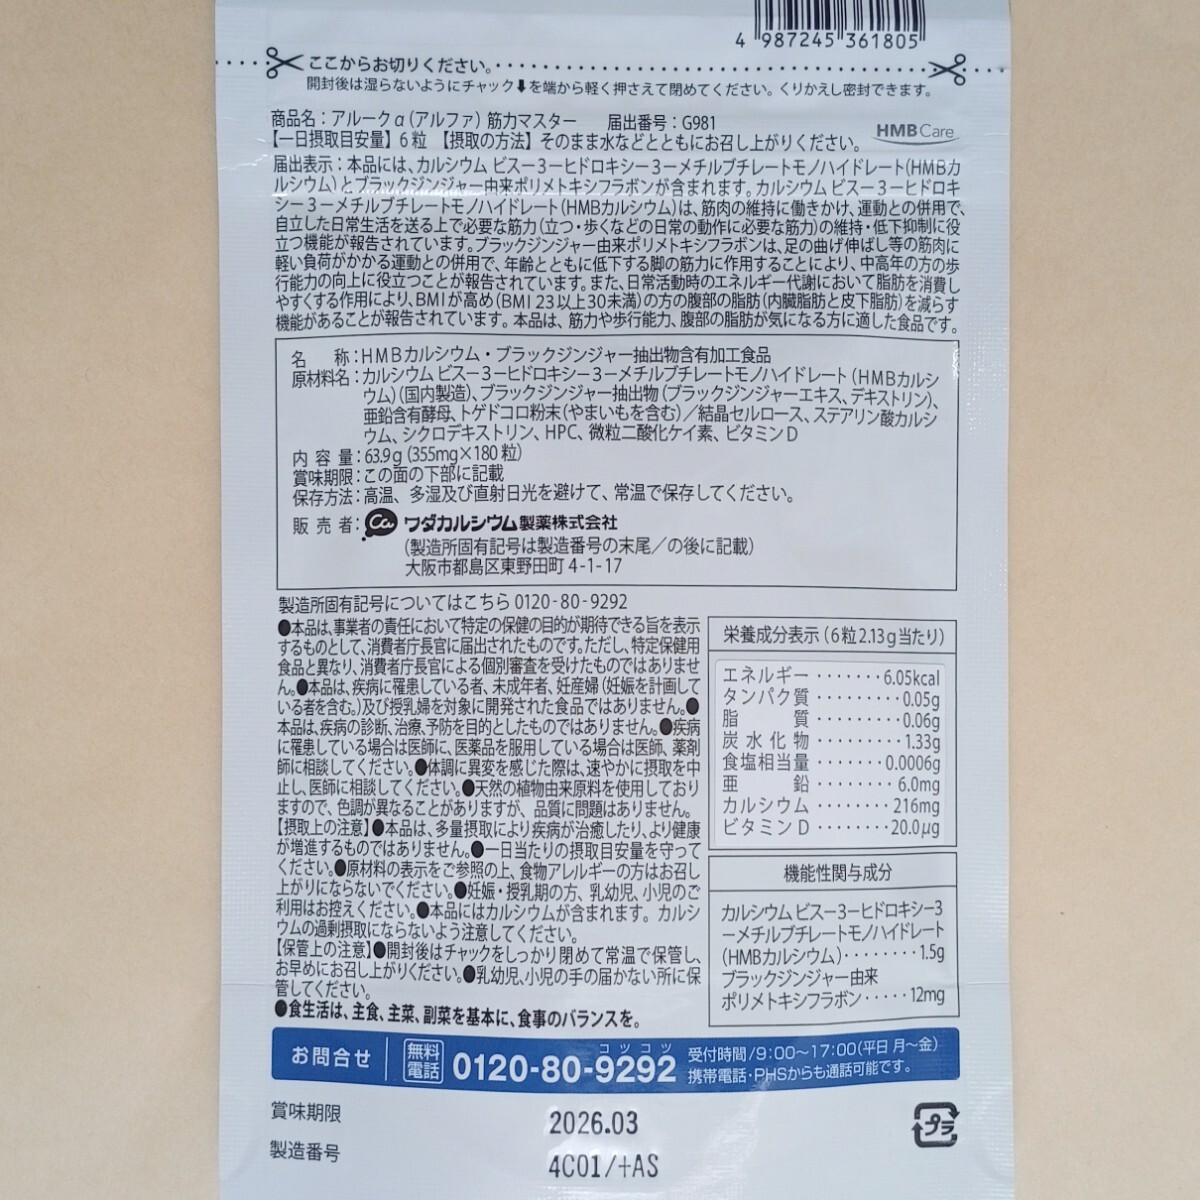 4 987245 361805
ここからお切りください。
開封後は湿らないようにチャック⬇を端から軽く押さえて閉めてください。くりかえし密封できます。
商品名：アルークα(アルファ) 筋力マスター　届出番号：G981
HMBCare
【一日摂取目安量】6粒 【摂取の方法】そのまま水などとともにお召し上がりください。
届出表示：本品には、カルシウム ビス－3－ヒドロキシ－3－メチルブチレートモノハイドレート(HMBカ
ルシウム)とブラックジンジャー由来ポリメトキシフラボンが含まれます。カルシウム ビス－3－ヒドロキ
シ－3－メチルブチレートモノハイドレート(HMBカルシウム)は、筋肉の維持に働きかけ、運動との併用で、
自立した日常生活を送る上で必要な筋力(立つ・歩くなどの日常の動作に必要な筋力)の維持・低下抑制に役
立つ機能が報告されています。ブラックジンジャー由来ポリメトキシフラボンは、足の曲げ伸ばし等の筋肉に
軽い負荷がかかる運動との併用で、年齢とともに低下する脚の筋力に作用することにより、中高年の方の歩
行能力の向上に役立つことが報告されています。また、日常活動時のエネルギー代謝において脂肪を消費し
やすくする作用により、BMIが高め(BMI 23以上30未満)の方の腹部の脂肪(内臓脂肪と皮下脂肪)を減らす
機能があることが報告されています。本品は、筋力や歩行能力、腹部の脂肪が気になる方に適した食品です。
名　　称：HMBカルシウム・ブラックジンジャー抽出物含有加工食品
原材料名：カルシウム ビス－3－ヒドロキシ－3－メチルブチレートモノハイドレート(HMBカルシ
ウム)(国内製造)、ブラックジンジャー抽出物(ブラックジンジャーエキス、デキストリン)、
亜鉛含有酵母、トゲドコロ粉末(やまいもを含む)／結晶セルロース、ステアリン酸カルシ
ウム、シクロデキストリン、HPC、微粒二酸化ケイ素、ビタミンD
内 容 量：63.9g (355mg×180粒)
賞味期限：この面の下部に記載
保存方法：高温、多湿及び直射日光を避けて、常温で保存してください。
販 売 者：Ca ワダカルシウム製薬株式会社
(製造所固有記号は製造番号の末尾／の後に記載)
大阪市都島区東野田町4-1-17
製造所固有記号についてはこちら 0120-80-9292
●本品は、事業者の責任において特定の保健の目的が期待できる旨を表示
するものとして、消費者庁長官に届出されたものです。ただし、特定保健用
食品と異なり、消費者庁長官による個別審査を受けたものではありませ
ん。●本品は、疾病に罹患している者、未成年者、妊産婦(妊娠を計画して
いる者を含む。)及び授乳婦を対象に開発された食品ではありません。●
本品は、疾病の診断、治療、予防を目的としたものではありません。●疾病
に罹患している場合は医師に、医薬品を服用している場合は医師、薬剤
師に相談してください。●体調に異変を感じた際は、速やかに摂取を中
止し、医師に相談してください。●天然の植物由来原料を使用しており
ますので、色調が異なることがありますが、品質に問題はありません。
【摂取上の注意】●本品は、多量摂取により疾病が治癒したり、より健康
が増進するものではありません。●一日当たりの摂取目安量を守って
ください。●原材料の表示をご参照の上、食物アレルギーの方はお召し
上がりにならないでください。●妊娠・授乳期の方、乳幼児、小児のご
利用はお控えください。●本品にはカルシウムが含まれます。カルシ
ウムの過剰摂取にならないよう注意してください。
【保管上の注意】●開封後はチャックをしっかり閉めて常温で保管し、
お早めにお召し上がりください。●乳幼児、小児の手の届かない所に保
管してください。
●食生活は、主食、主菜、副菜を基本に、食事のバランスを。
栄養成分表示(6粒2.13g当たり)
エネルギー・・・・・・・6.05kcal
タンパク質・・・・・・・・・0.05g
脂　　質・・・・・・・・・0.06g
炭水化物・・・・・・・・・1.33g
食塩相当量・・・・・・・0.0006g
亜　　鉛・・・・・・・・・6.0mg
カルシウム・・・・・・・・216mg
ビタミンD・・・・・・・・20.0μg
機能性関与成分
カルシウム ビス－3－ヒドロキシ－3
－メチルブチレートモノハイドレート
(HMBカルシウム)・・・・・・・・1.5g
ブラックジンジャー由来
ポリメトキシフラボン・・・・・12mg
お問合せ 無料電話 0120-80-9292 コツコツ
受付時間/9:00～17:00(平日 月～金)
携帯電話・PHSからも通話可能です。
賞味期限 2026.03
製造番号 4C01/+AS
プラ